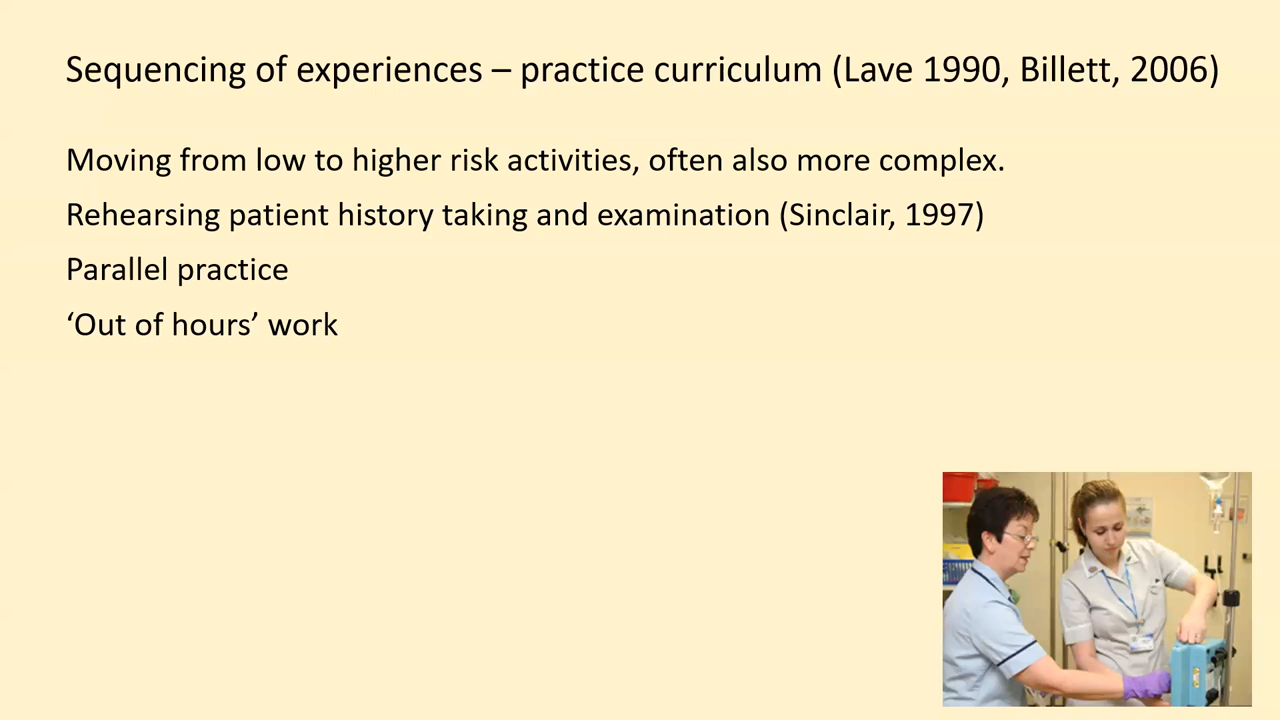 Sequencing of experiences – practice curriculum (Lave 1990, Billett, 2006)
Moving from low to higher risk activities, often also more complex.
Rehearsing patient history taking and examination (Sinclair, 1997)
Parallel practice
‘Out of hours’ work